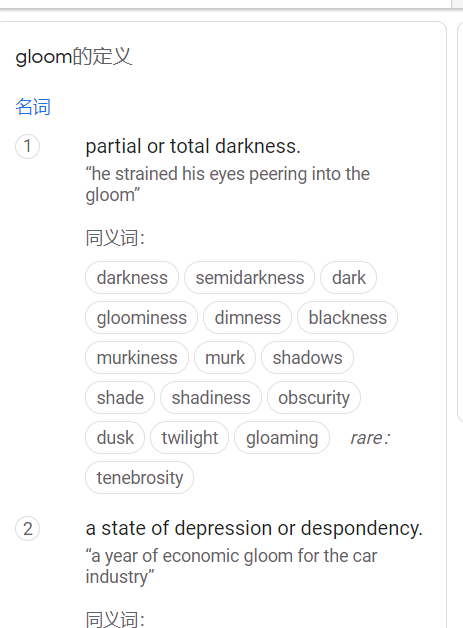 gloom的定义
名词
1 partial or total darkness.
“he strained his eyes peering into the
gloom”
同义词：
darkness semidarkness dark
gloominess dimness blackness
murkiness murk shadows
shade shadiness obscurity
dusk twilight gloaming rare：
tenebrosity
2 a state of depression or despondency.
“a year of economic gloom for the car
industry”
同义词：